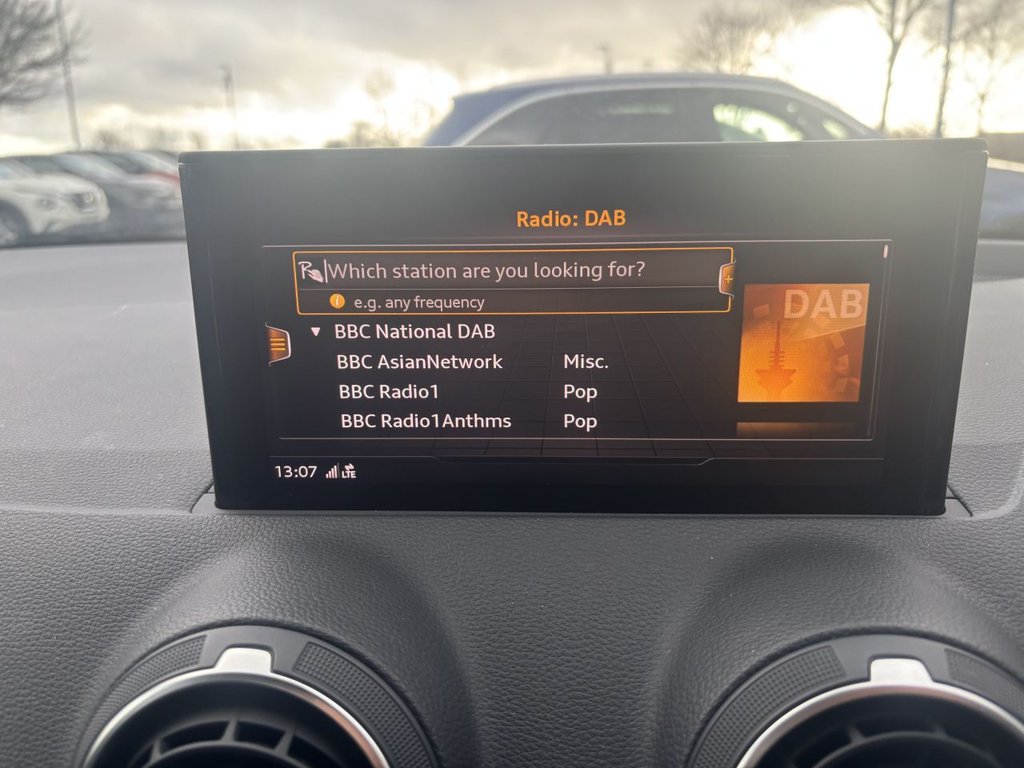 Radio: DAB
Which station are you looking for?
i e.g. any frequency
DAB
BBC National DAB
BBC AsianNetwork Misc.
BBC Radio1 Pop
BBC Radio1Anthms Pop
13:07 LTE